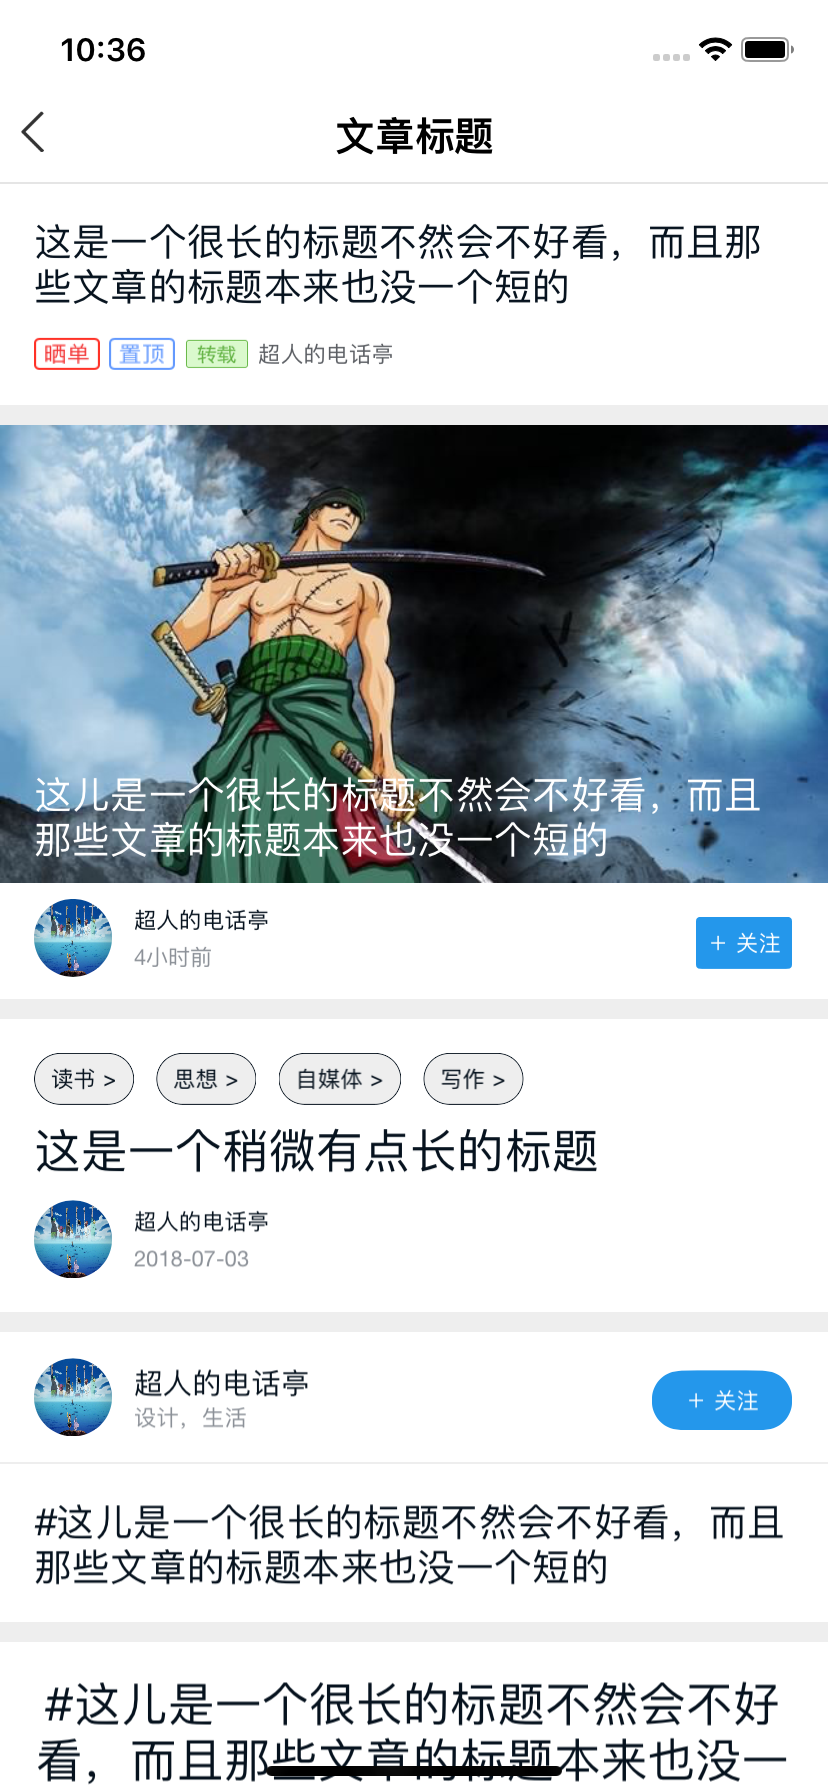 10:36
文章标题
这是一个很长的标题不然会不好看，而且那
些文章的标题本来也没一个短的
晒单 置顶 转载 超人的电话亭
这儿是一个很长的标题不然会不好看，而且
那些文章的标题本来也没一个短的
超人的电话亭
4小时前
+ 关注
读书 > 思想 > 自媒体 > 写作 >
这是一个稍微有点长的标题
超人的电话亭
2018-07-03
超人的电话亭
设计，生活
+ 关注
#这儿是一个很长的标题不然会不好看，而且
那些文章的标题本来也没一个短的
#这儿是一个很长的标题不然会不好
看，而且那些文章的标题本来也没一